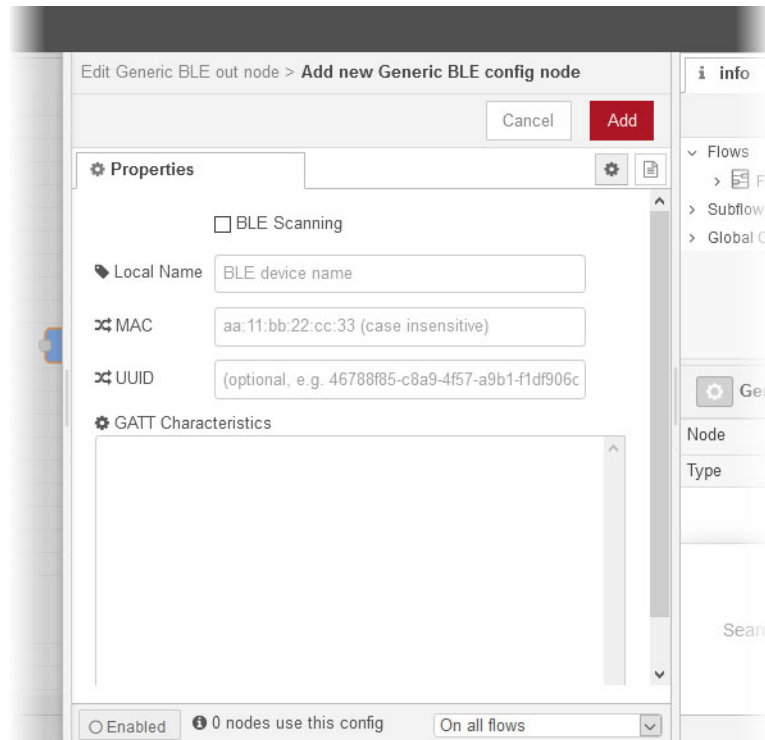 Edit Generic BLE out node > Add new Generic BLE config node
Cancel
Add
Properties
BLE Scanning
Local Name
BLE device name
MAC
aa:11:bb:22:cc:33 (case insensitive)
UUID
(optional, e.g. 46788f85-c8a9-4f57-a9b1-f1df906c
GATT Characteristics
Enabled
0 nodes use this config
On all flows
i info
Flows
F
Subflow
Global
Ge
Node
Type
Sear